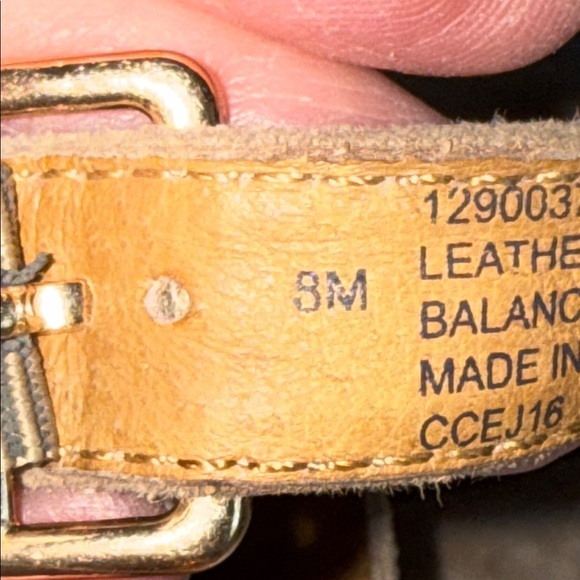 8M
129003
LEATHE
BALANC
MADE IN
CCEJ16